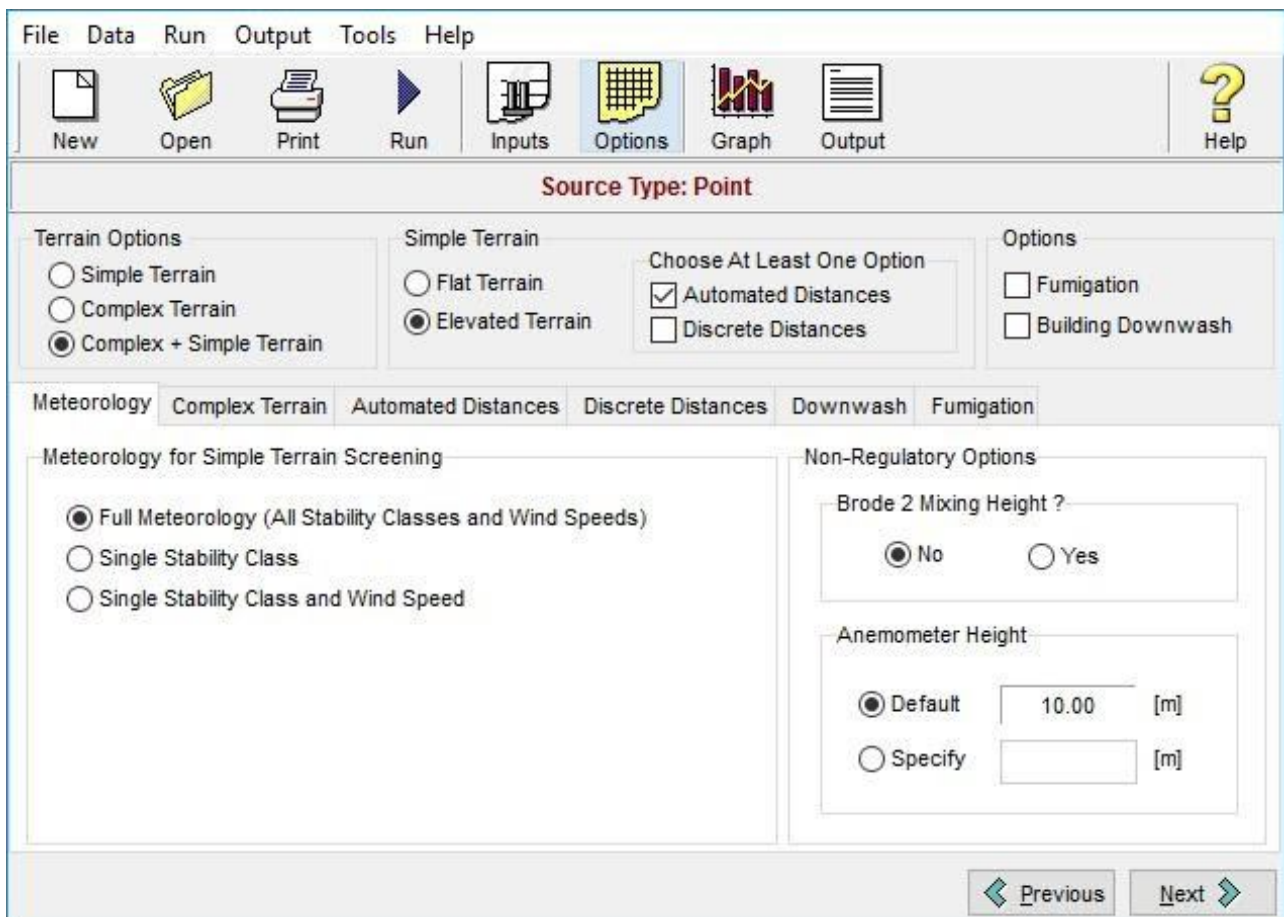 File Data Run Output Tools Help
New Open Print Run Inputs Options Graph Output Help
Source Type: Point
Terrain Options
Simple Terrain
Complex Terrain
Complex + Simple Terrain
Simple Terrain
Flat Terrain
Elevated Terrain
Choose At Least One Option
Automated Distances
Discrete Distances
Options
Fumigation
Building Downwash
Meteorology Complex Terrain Automated Distances Discrete Distances Downwash Fumigation
Meteorology for Simple Terrain Screening
Full Meteorology (All Stability Classes and Wind Speeds)
Single Stability Class
Single Stability Class and Wind Speed
Non-Regulatory Options
Brode 2 Mixing Height ?
No Yes
Anemometer Height
Default 10.00 [m]
Specify [m]
Previous Next